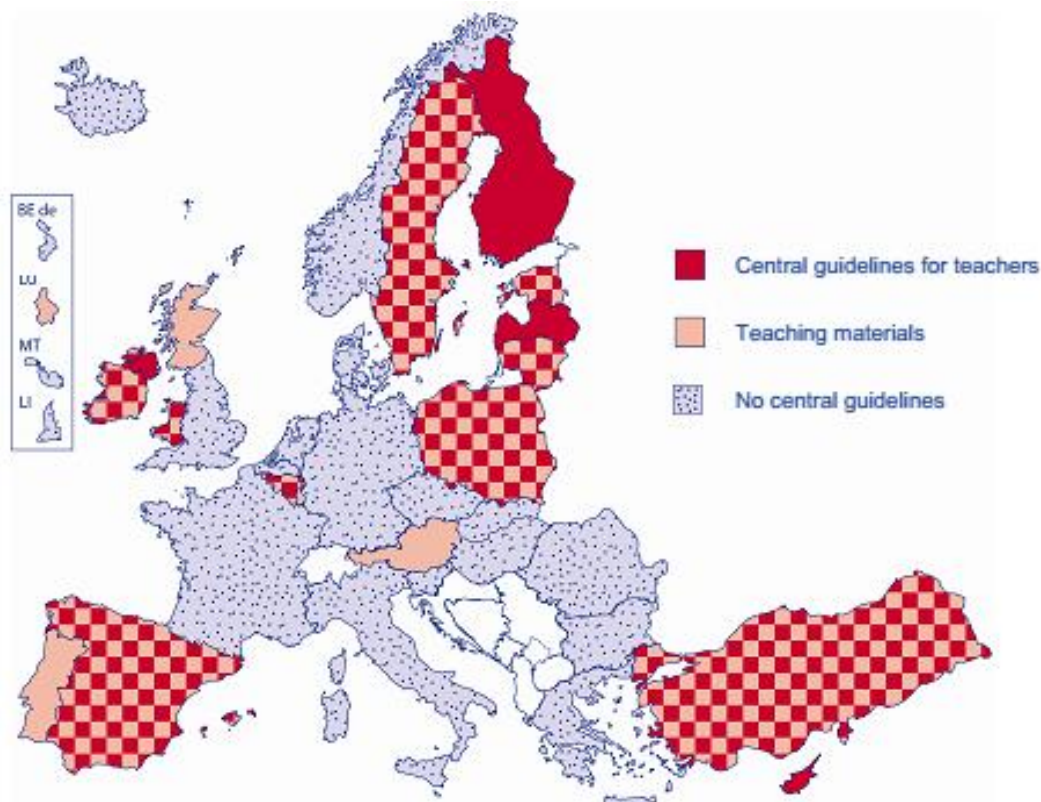 BE de
LU
MT
LI
Central guidelines for teachers
Teaching materials
No central guidelines